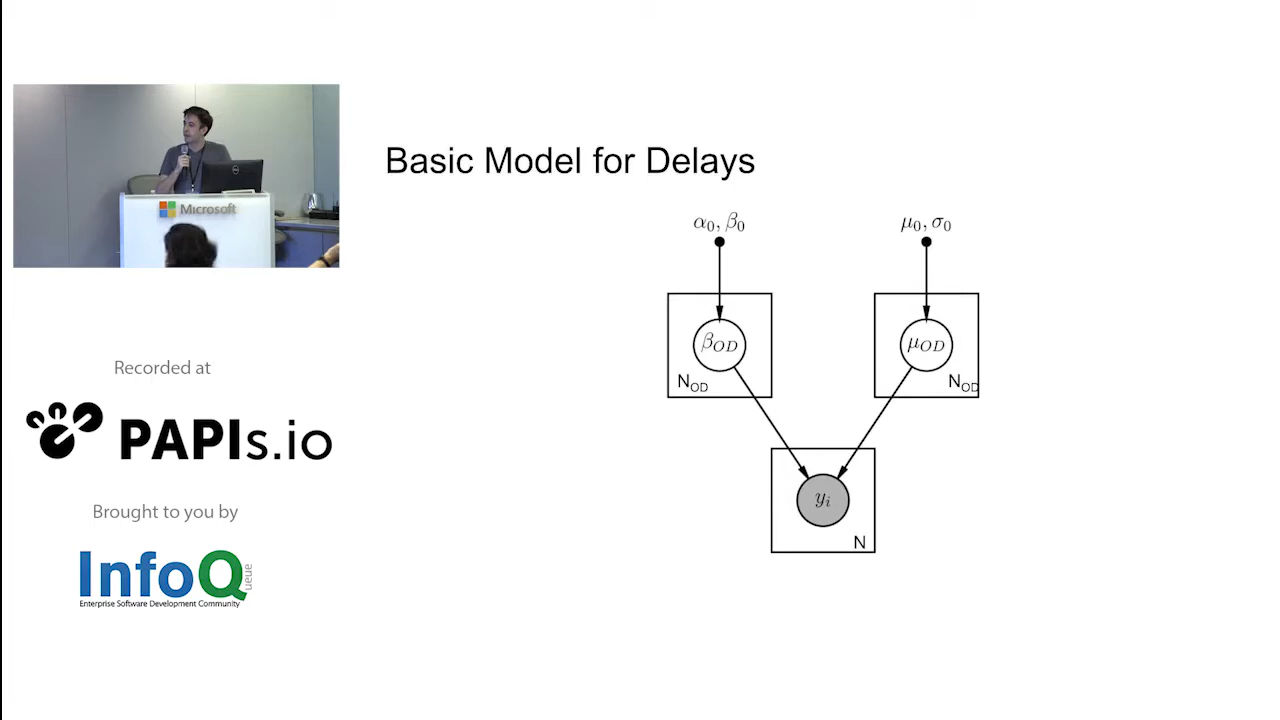 Microsoft
Basic Model for Delays
α₀, β₀
μ₀, σ₀
β_OD
μ_OD
N_OD
N_OD
y_i
N
Recorded at
PAPIs.io
Brought to you by
InfoQ
ueue
Enterprise Software Development Community